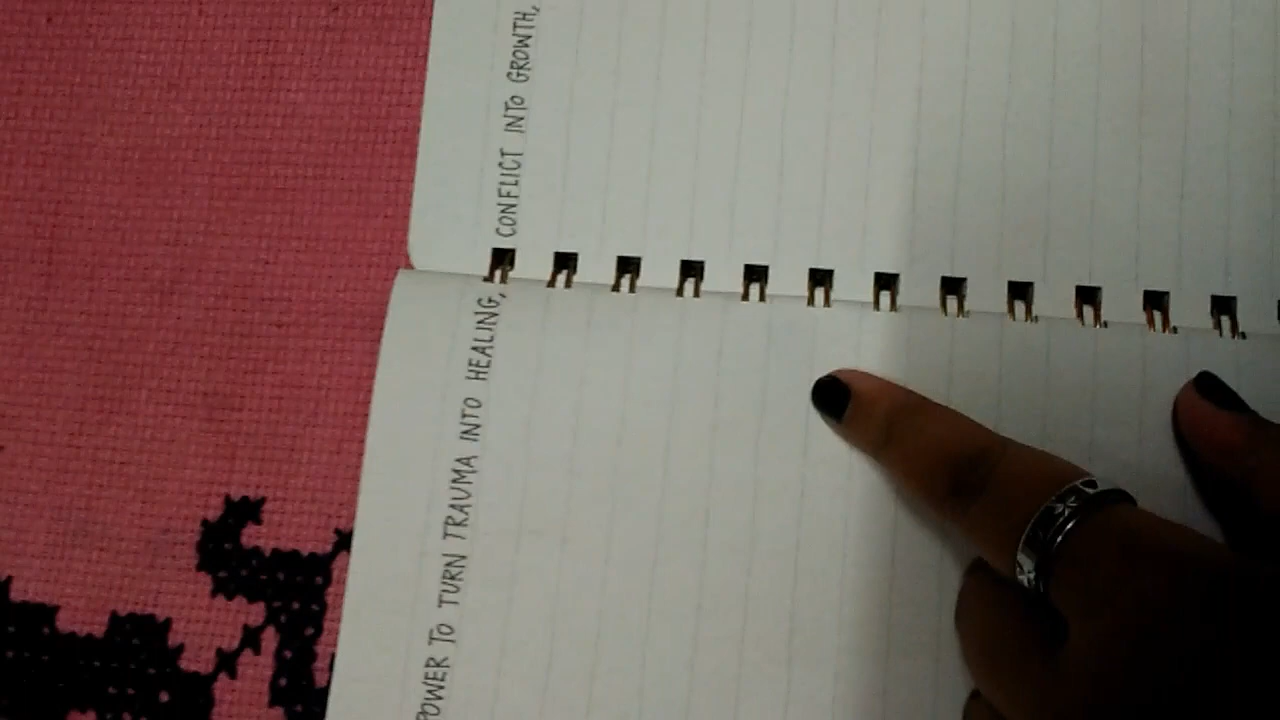 POWER TO TURN TRAUMA INTO HEALING,
CONFLICT INTO GROWTH,